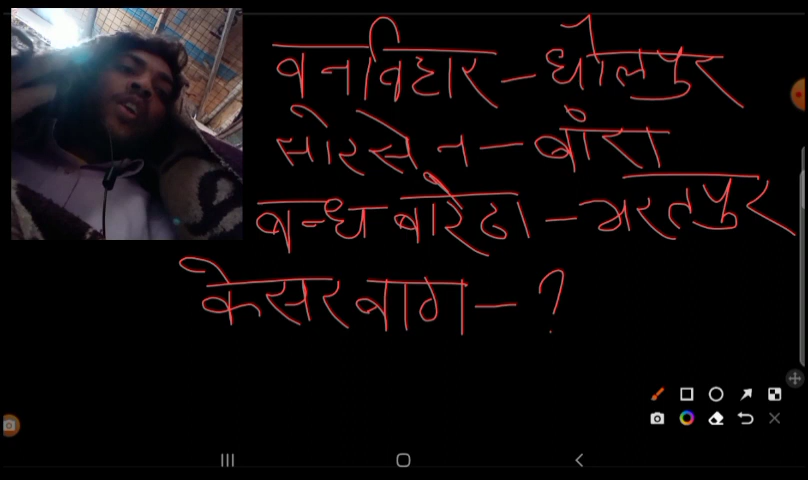 वनविहार – धौलपुर
सोरसेन – बांरा
बन्ध बारेठा – भरतपुर
केसरबाग – ?